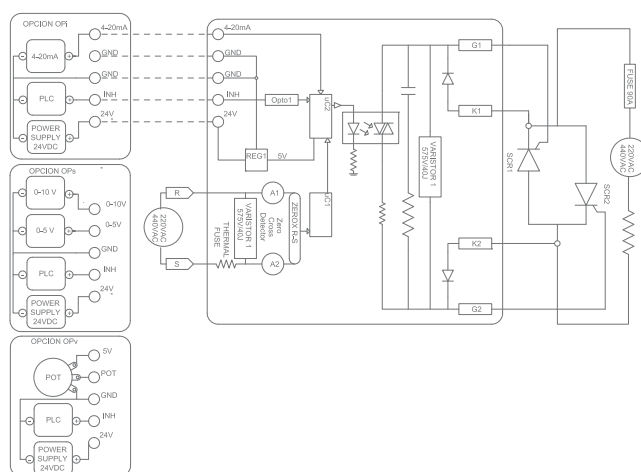 OPCION OPi
4-20mA
GND
GND
INH
24V
4-20mA
PLC
POWER
SUPPLY
24VDC
4-20mA
GND
GND
INH
24V
Opto1
REG1
5V
uC2
uC1
R
S
220VAC
440VAC
THERMAL
FUSE
VARISTOR 1
575V/40J
A1
A2
Zero
Cross
Detector
ZEROX R-S
VARISTOR 1
575V/40J
G1
K1
K2
G2
SCR1
SCR2
FUSE 90A
220VAC
440VAC
OPCION OPs
0-10 V
0-5 V
PLC
POWER
SUPPLY
24VDC
0-10V
0-5V
GND
INH
24V
OPCION OPv
POT
PLC
POWER
SUPPLY
24VDC
5V
POT
GND
INH
24V